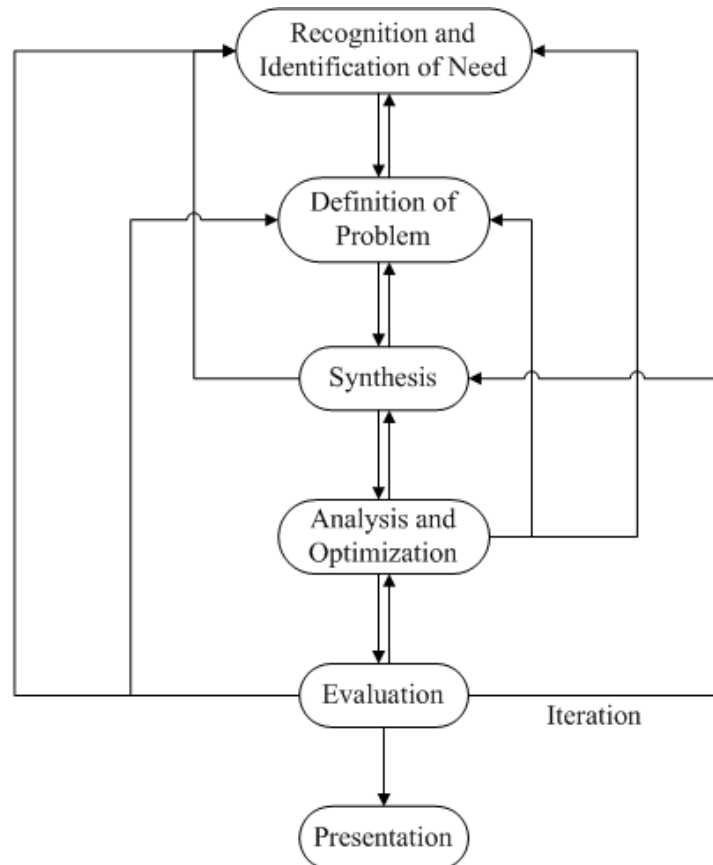 Recognition and
Identification of Need
Definition of
Problem
Synthesis
Analysis and
Optimization
Evaluation
Iteration
Presentation